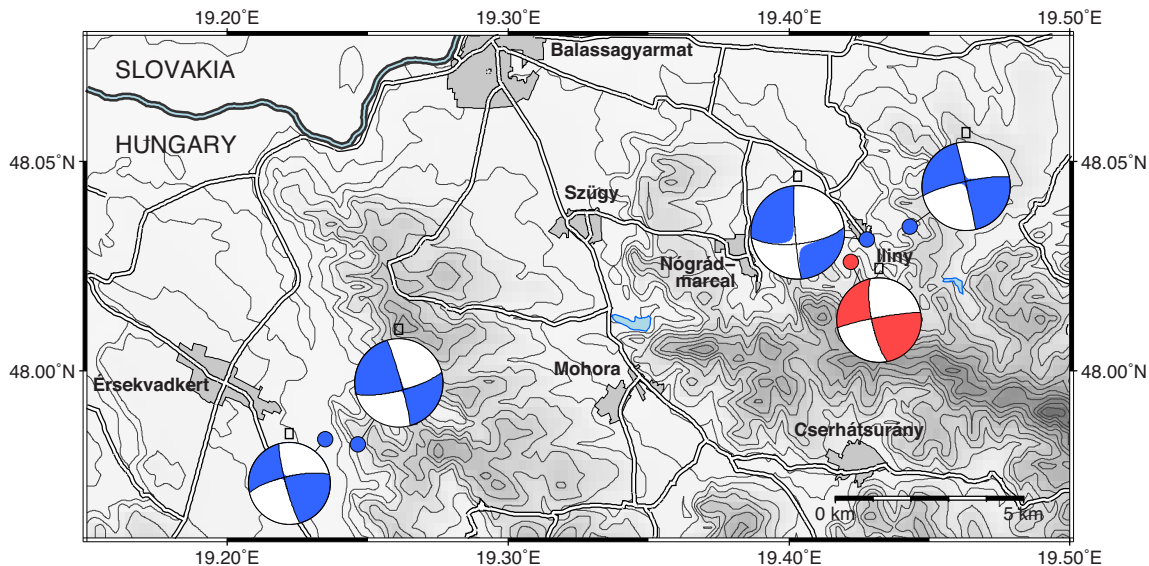 19.20°E
19.30°E
19.40°E
19.50°E
Balassagyarmat
SLOVAKIA
HUNGARY
48.05°N
48.05°N
Szügy
Nógrád–
marcal
Iliny
Mohora
48.00°N
48.00°N
Érsekvadkert
Cserhátsurány
0 km
5 km
19.20°E
19.30°E
19.40°E
19.50°E